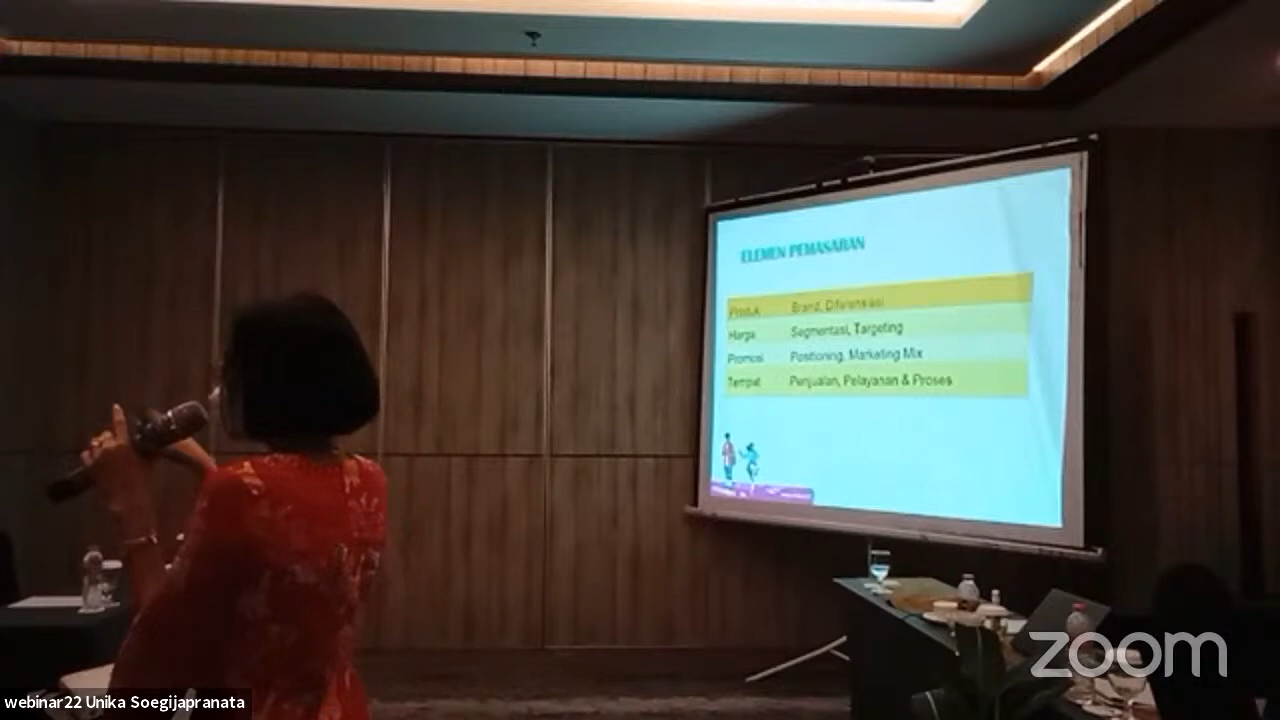 ELEMEN PEMASARAN
Produk Brand, Diferensiasi
Harga Segmentasi, Targeting
Promosi Positioning, Marketing Mix
Tempat Penjualan, Pelayanan & Proses
zoom
webinar22 Unika Soegijapranata